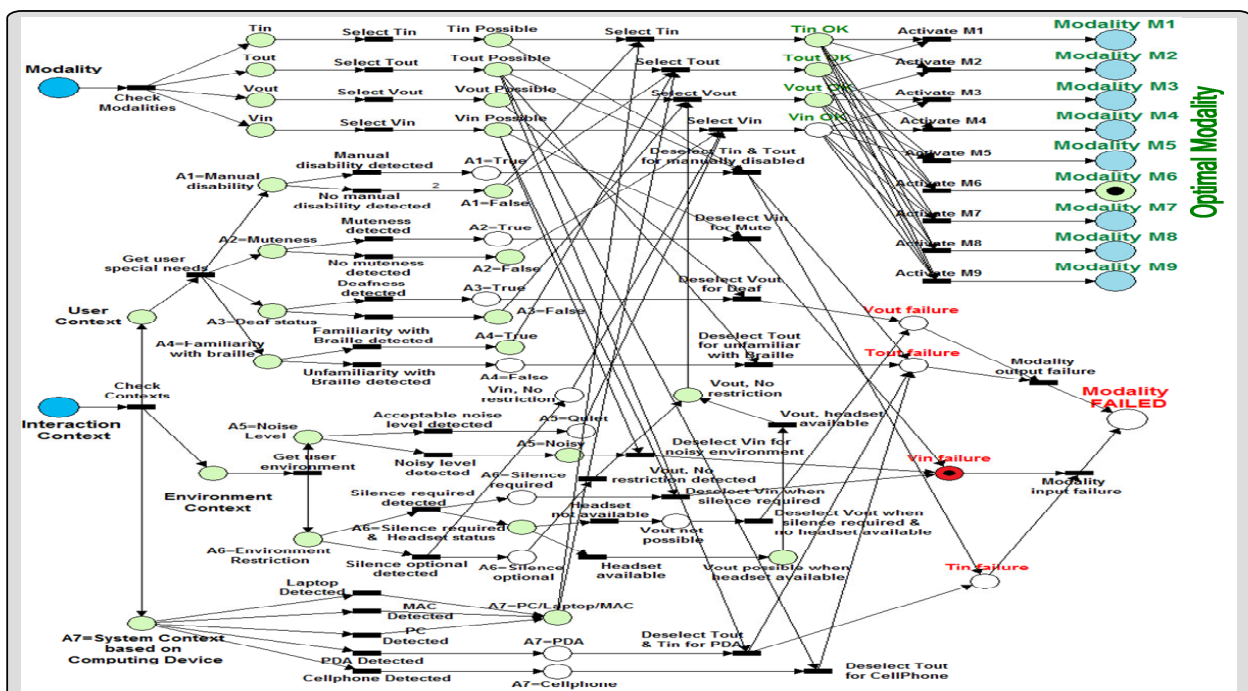 Modality
Check
Modalities
Tin
Tout
Vout
Vin
Select Tin
Select Tout
Select Vout
Select Vin
Tin Possible
Tout Possible
Vout Possible
Vin Possible
Select Tin
Select Tout
Select Vout
Select Vin
Tin OK
Tout OK
Vout OK
Vin OK
Activate M1
Activate M2
Activate M3
Activate M4
Activate M5
Activate M6
Activate M7
Activate M8
Activate M9
Modality M1
Modality M2
Modality M3
Modality M4
Modality M5
Modality M6
Modality M7
Modality M8
Modality M9
Optimal Modality
A1=Manual
disability
Manual
disability detected
No manual
disability detected
2
A1=True
A1=False
Deselect Tin & Tout
for manually disabled
Get user
special needs
A2=Muteness
Muteness
detected
No muteness
detected
A2=True
A2=False
Deselect Vin
for Mute
A3=Deaf status
Deafness
detected
A3=True
A3=False
Deselect Vout
for Deaf
User
Context
A4=Familiarity
with braille
Familiarity with
Braille detected
Unfamiliarity with
Braille detected
A4=True
A4=False
Deselect Tout
for unfamiliar
with Braille
Vout failure
Tout failure
Modality
output failure
Modality
FAILED
Check
Contexts
Interaction
Context
Vin, No
restriction
Vout, No
restriction
Vout. headset
available
A5=Noise
Level
Acceptable noise
level detected
Noisy level
detected
A5=Quiet
A5=Noisy
Deselect Vin for
noisy environment
Get user
environment
Environment
Context
Vout. No
restriction detected
Vin failure
Modality
input failure
A6=Environment
Restriction
Silence required
detected
A6=Silence
required
Deselect Vin when
silence required
A6=Silence required
& Headset status
Headset
not available
Vout not
possible
Deselect Vout when
silence required &
no headset available
Silence optional
detected
A6=Silence
optional
Headset
available
Vout possible when
headset available
Tin failure
A7=System Context
based on
Computing Device
Laptop
Detected
MAC
Detected
PC
Detected
PDA Detected
Cellphone Detected
A7=PC/Laptop/MAC
A7=PDA
A7=Cellphone
Deselect Tout
& Tin for PDA
Deselect Tout
for CellPhone